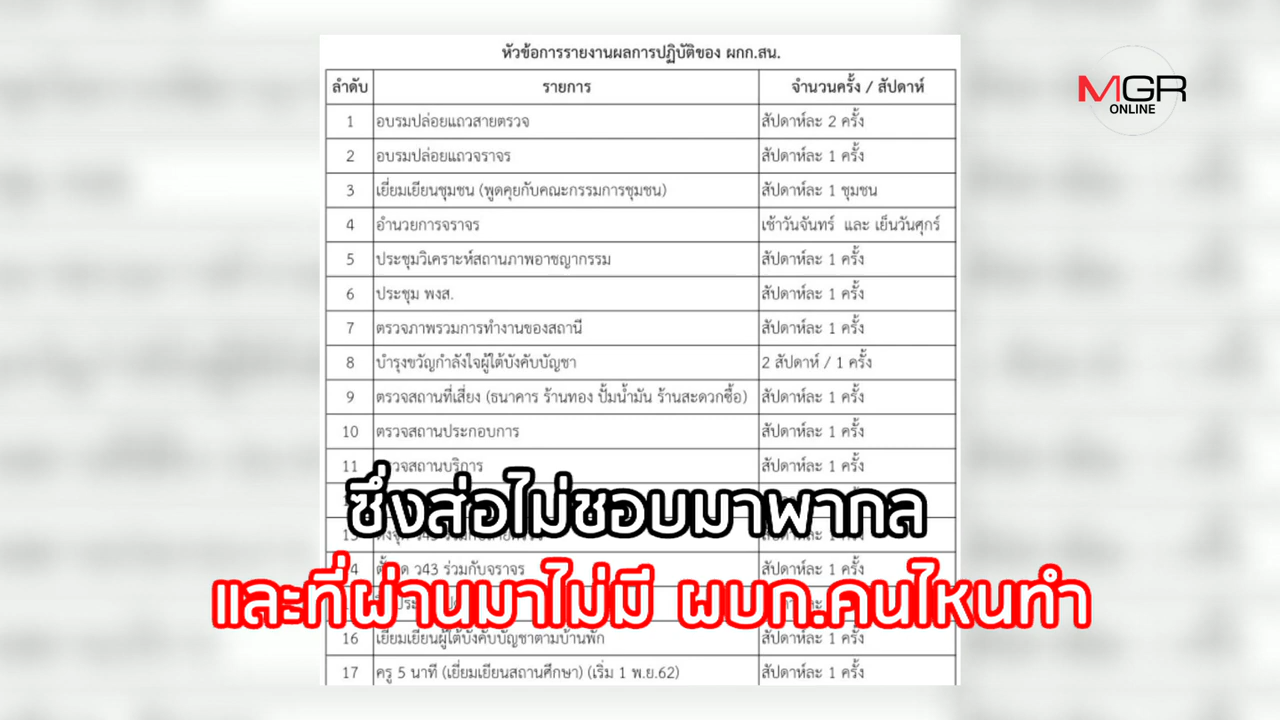 หัวข้อการรายงานผลการปฏิบัติของ ผกก.สน.
MGR
ONLINE
ลำดับ รายการ จำนวนครั้ง / สัปดาห์
1 อบรมปล่อยแถวสายตรวจ สัปดาห์ละ 2 ครั้ง
2 อบรมปล่อยแถวจราจร สัปดาห์ละ 1 ครั้ง
3 เยี่ยมเยียนชุมชน (พูดคุยกับคณะกรรมการชุมชน) สัปดาห์ละ 1 ชุมชน
4 อำนวยการจราจร เช้าวันจันทร์ และ เย็นวันศุกร์
5 ประชุมวิเคราะห์สถานภาพอาชญากรรม สัปดาห์ละ 1 ครั้ง
6 ประชุม พงส. สัปดาห์ละ 1 ครั้ง
7 ตรวจภาพรวมการทำงานของสถานี สัปดาห์ละ 1 ครั้ง
8 บำรุงขวัญกำลังใจผู้ใต้บังคับบัญชา 2 สัปดาห์ / 1 ครั้ง
9 ตรวจสถานที่เสี่ยง (ธนาคาร ร้านทอง ปั้มน้ำมัน ร้านสะดวกซื้อ) สัปดาห์ละ 1 ครั้ง
10 ตรวจสถานประกอบการ สัปดาห์ละ 1 ครั้ง
11 ตรวจสถานบริการ สัปดาห์ละ 1 ครั้ง
ซึ่งส่อไม่ชอบมาพากล
ว43 ร่วมกับจราจร สัปดาห์ละ 1 ครั้ง
และที่ผ่านมาไม่มี ผบก.คนไหนทำ
16 เยี่ยมเยียนผู้ใต้บังคับบัญชาตามบ้านพัก สัปดาห์ละ 1 ครั้ง
17 ครู 5 นาที (เยี่ยมเยียนสถานศึกษา) (เริ่ม 1 พ.ย.62) สัปดาห์ละ 1 ครั้ง